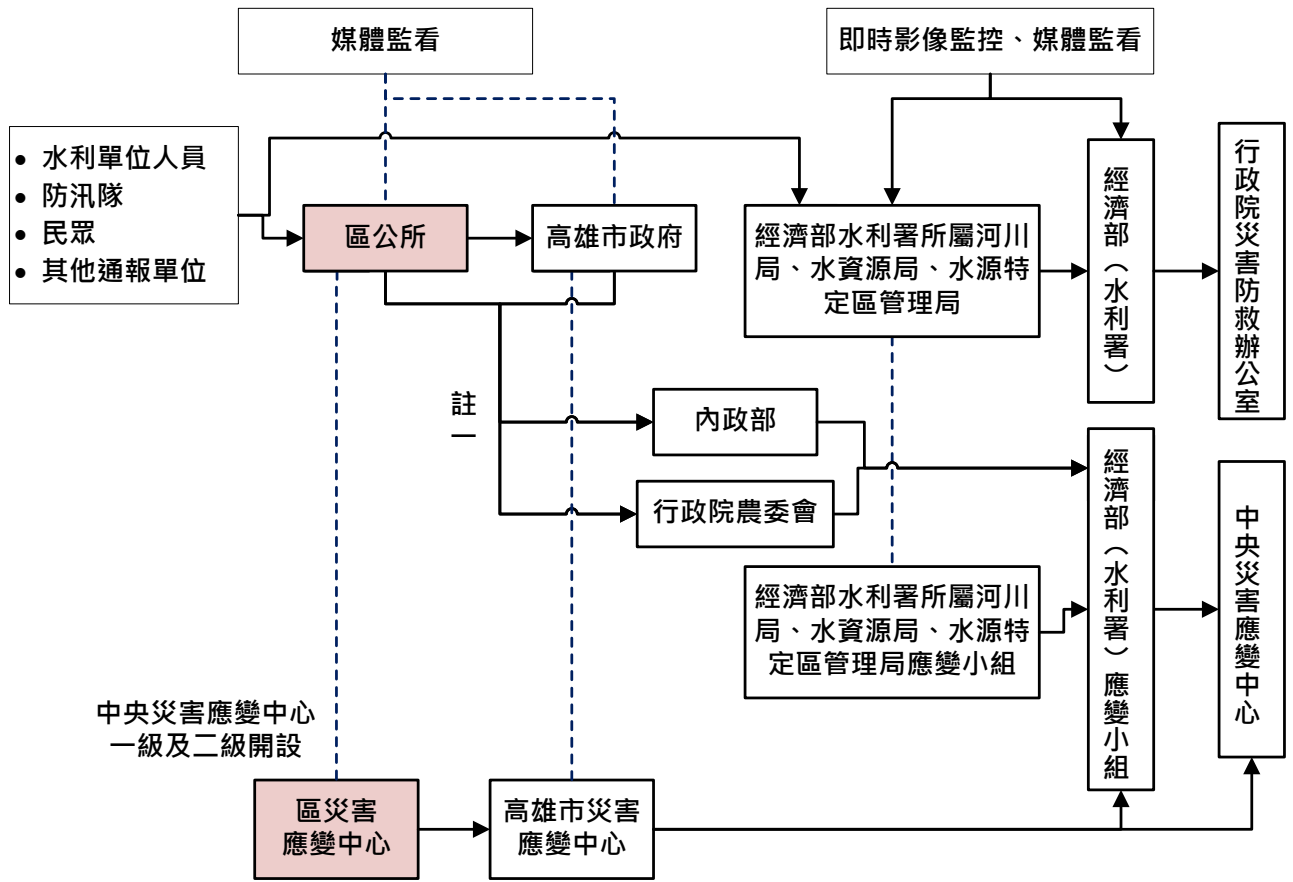 媒體監看
即時影像監控、媒體監看
• 水利單位人員
• 防汛隊
• 民眾
• 其他通報單位
區公所
高雄市政府
經濟部水利署所屬河川
局、水資源局、水源特
定區管理局
經濟部（水利署）
行政院災害防救辦公室
註一
內政部
行政院農委會
經濟部水利署所屬河川
局、水資源局、水源特
定區管理局應變小組
經濟部（水利署）應變小組
中央災害應變中心
中央災害應變中心
一級及二級開設
區災害
應變中心
高雄市災害
應變中心